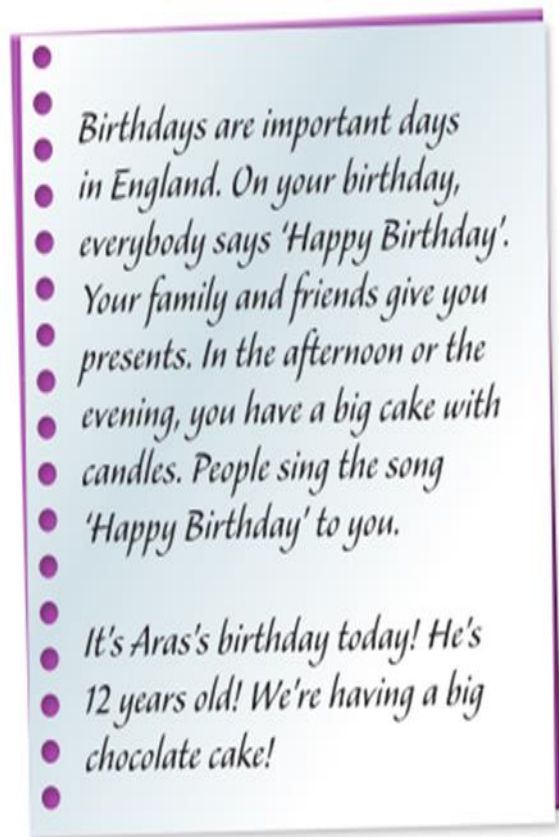 Birthdays are important days
in England. On your birthday,
everybody says ‘Happy Birthday’.
Your family and friends give you
presents. In the afternoon or the
evening, you have a big cake with
candles. People sing the song
‘Happy Birthday’ to you.
It's Aras's birthday today! He's
12 years old! We're having a big
chocolate cake!